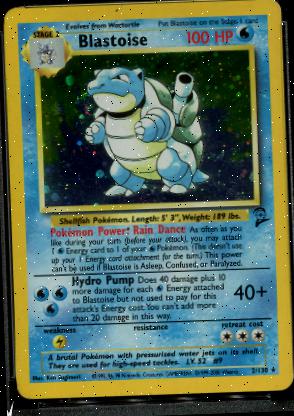 Evolves from Wartortle Put Blastoise on the Stage 1 card
STAGE 2
Blastoise 100 HP
Shellfish Pokémon. Length: 5' 3", Weight: 189 lbs.
Pokémon Power: Rain Dance As often as you
like during your turn (before your attack), you may attach
1 Energy card to 1 of your Pokémon. (This doesn't use
up your 1 Energy card attachment for the turn.) This power
can't be used if Blastoise is Asleep, Confused, or Paralyzed.
Hydro Pump Does 40 damage plus 10
more damage for each Energy attached
to Blastoise but not used to pay for this
attack's Energy cost. You can't add more
than 20 damage in this way.
40+
weakness resistance retreat cost
A brutal Pokémon with pressurized water jets on its shell.
They are used for high-speed tackles. LV. 52 #9
Illus. Ken Sugimori
2/130